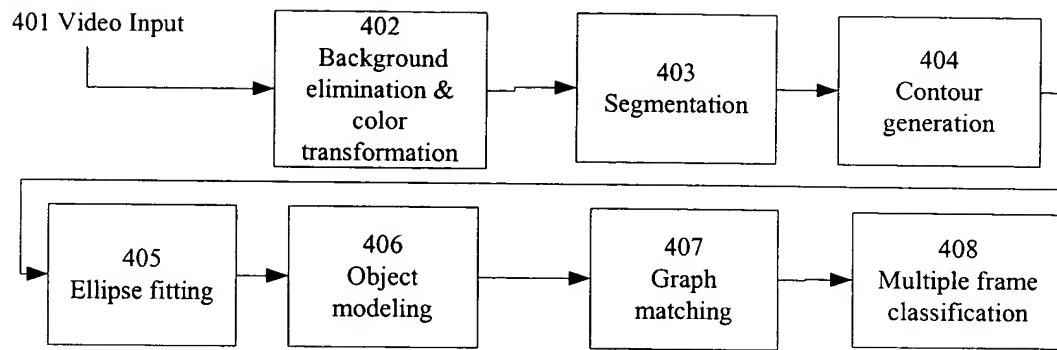 401 Video Input
402
Background
elimination &
color
transformation
403
Segmentation
404
Contour
generation
405
Ellipse fitting
406
Object
modeling
407
Graph
matching
408
Multiple frame
classification